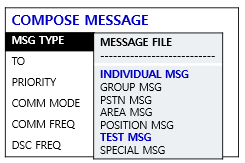 COMPOSE MESSAGE
MSG TYPE
TO
PRIORITY
COMM MODE
COMM FREQ
DSC FREQ
MESSAGE FILE
----------------------------
INDIVIDUAL MSG
GROUP MSG
PSTN MSG
AREA MSG
POSITION MSG
TEST MSG
SPECIAL MSG